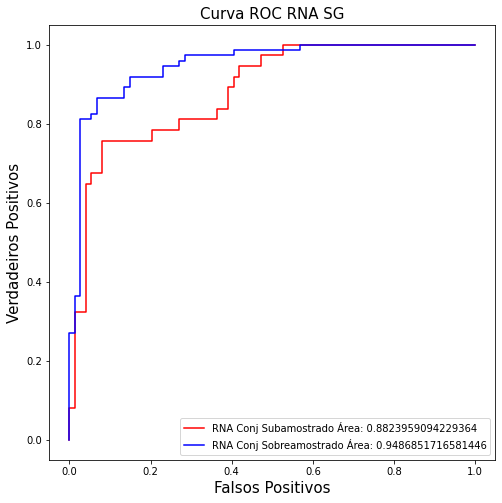 Curva ROC RNA SG
Verdadeiros Positivos
1.0
0.8
0.6
0.4
0.2
0.0
RNA Conj Subamostrado Área: 0.8823959094229364
RNA Conj Sobreamostrado Área: 0.9486851716581446
0.0 0.2 0.4 0.6 0.8 1.0
Falsos Positivos